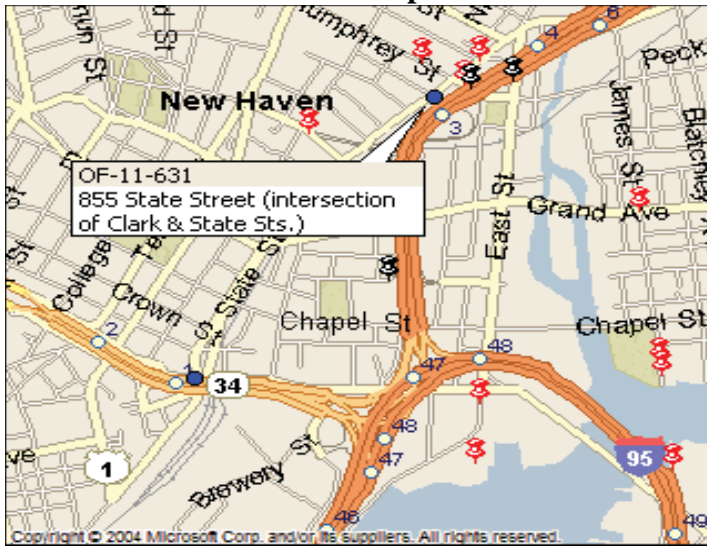 Humphrey St
St
4
6
Peck
New Haven
3
James St
Blatchley
OF-11-631
855 State Street (intersection
of Clark & State Sts.)
Grand Ave
East St
College
St
Crown St
State St
Chapel St
Chapel St
2
1
34
47
48
48
47
Brewery St
1
95
46
49
Copyright © 2004 Microsoft Corp. and/or its suppliers. All rights reserved.